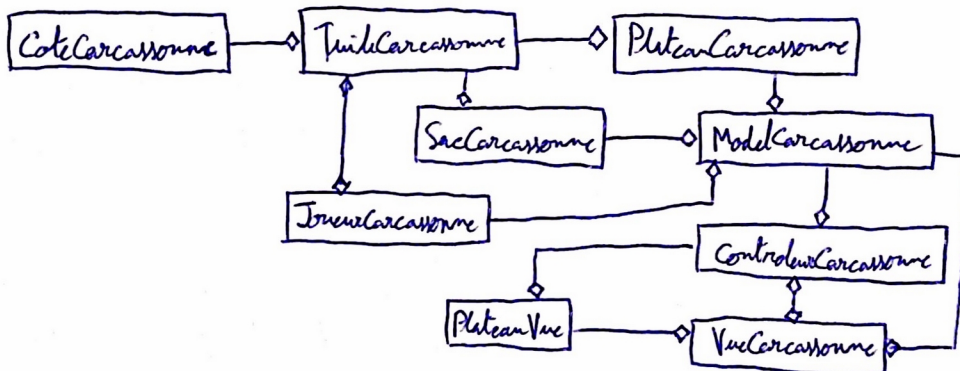 CoteCarcassonne
TuileCarcassonne
PlateauCarcassonne
SacCarcassonne
ModelCarcassonne
JoueurCarcassonne
ControleurCarcassonne
PlateauVue
VueCarcassonne